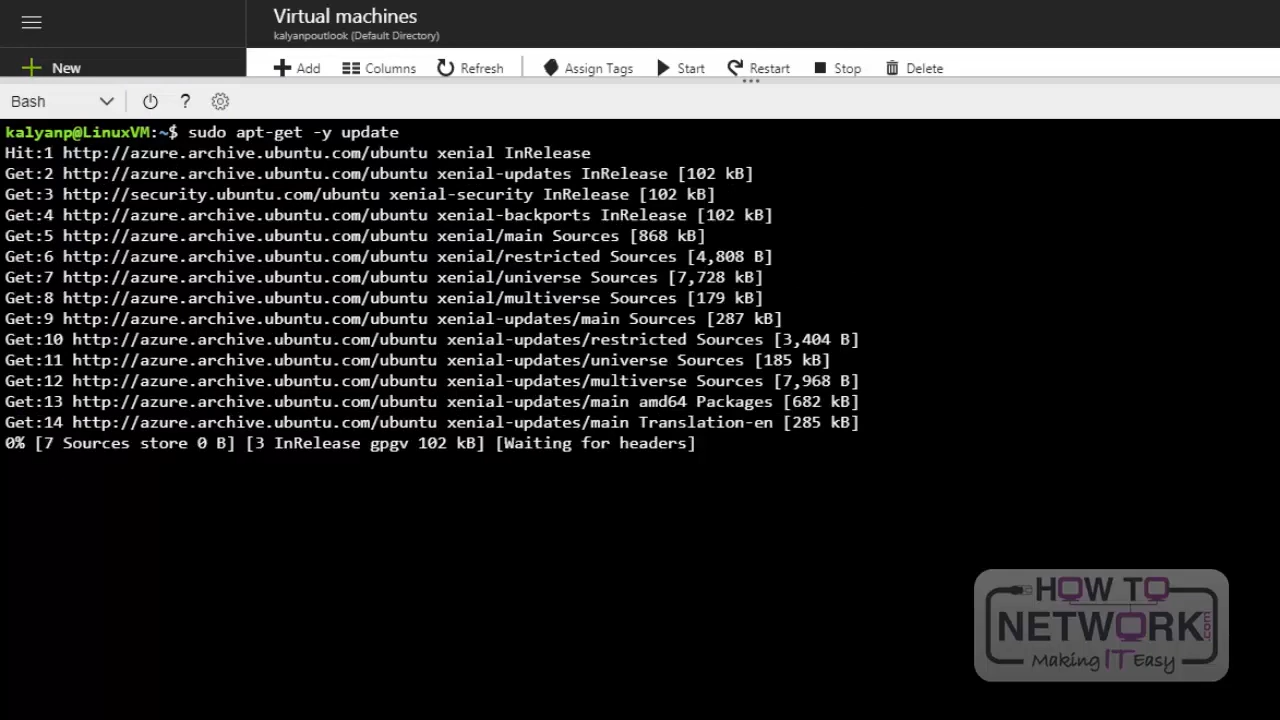 Virtual machines
kalyanpoutlook (Default Directory)
New
Add Columns Refresh Assign Tags Start Restart Stop Delete
Bash ?
kalyanp@LinuxVM:~$ sudo apt-get -y update
Hit:1 http://azure.archive.ubuntu.com/ubuntu xenial InRelease
Get:2 http://azure.archive.ubuntu.com/ubuntu xenial-updates InRelease [102 kB]
Get:3 http://security.ubuntu.com/ubuntu xenial-security InRelease [102 kB]
Get:4 http://azure.archive.ubuntu.com/ubuntu xenial-backports InRelease [102 kB]
Get:5 http://azure.archive.ubuntu.com/ubuntu xenial/main Sources [868 kB]
Get:6 http://azure.archive.ubuntu.com/ubuntu xenial/restricted Sources [4,808 B]
Get:7 http://azure.archive.ubuntu.com/ubuntu xenial/universe Sources [7,728 kB]
Get:8 http://azure.archive.ubuntu.com/ubuntu xenial/multiverse Sources [179 kB]
Get:9 http://azure.archive.ubuntu.com/ubuntu xenial-updates/main Sources [287 kB]
Get:10 http://azure.archive.ubuntu.com/ubuntu xenial-updates/restricted Sources [3,404 B]
Get:11 http://azure.archive.ubuntu.com/ubuntu xenial-updates/universe Sources [185 kB]
Get:12 http://azure.archive.ubuntu.com/ubuntu xenial-updates/multiverse Sources [7,968 B]
Get:13 http://azure.archive.ubuntu.com/ubuntu xenial-updates/main amd64 Packages [682 kB]
Get:14 http://azure.archive.ubuntu.com/ubuntu xenial-updates/main Translation-en [285 kB]
0% [7 Sources store 0 B] [3 InRelease gpgv 102 kB] [Waiting for headers]
HOW TO
NETWORK.com
Making IT Easy